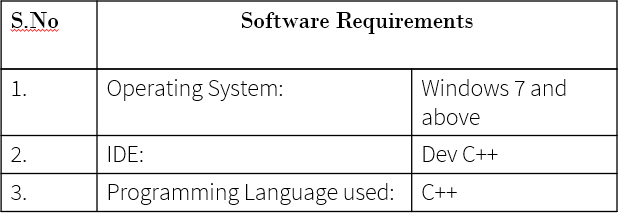 S.No Software Requirements
1. Operating System: Windows 7 and
above
2. IDE: Dev C++
3. Programming Language used: C++